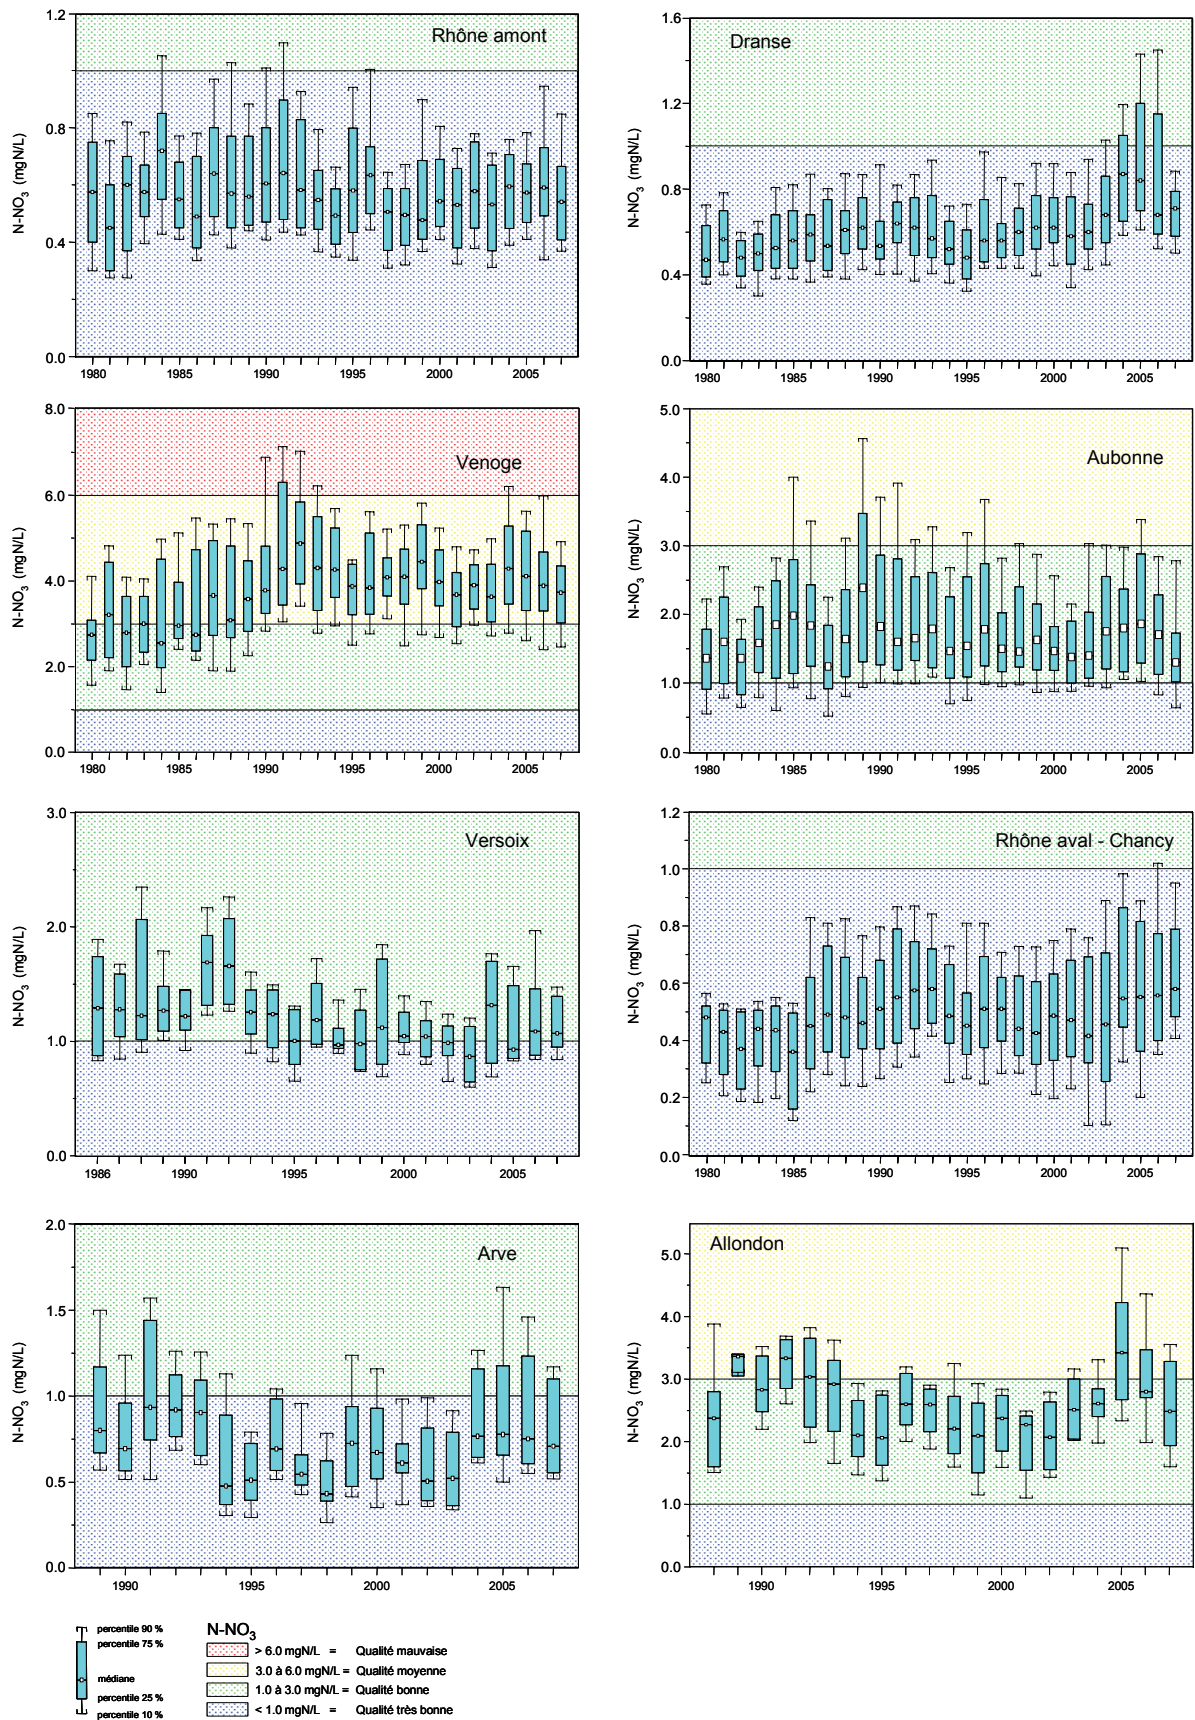 Rhône amont
N-NO3 (mgN/L)
1.2
0.8
0.4
0.0
1980 1985 1990 1995 2000 2005
Dranse
N-NO3 (mgN/L)
1.6
1.2
0.8
0.4
0.0
1980 1985 1990 1995 2000 2005
Venoge
N-NO3 (mgN/L)
8.0
6.0
4.0
2.0
0.0
1980 1985 1990 1995 2000 2005
Aubonne
N-NO3 (mgN/L)
5.0
4.0
3.0
2.0
1.0
0.0
1980 1985 1990 1995 2000 2005
Versoix
N-NO3 (mgN/L)
3.0
2.0
1.0
0.0
1986 1990 1995 2000 2005
Rhône aval - Chancy
N-NO3 (mgN/L)
1.2
1.0
0.8
0.6
0.4
0.2
0.0
1980 1985 1990 1995 2000 2005
Arve
N-NO3 (mgN/L)
2.0
1.5
1.0
0.5
0.0
1990 1995 2000 2005
Allondon
N-NO3 (mgN/L)
5.0
4.0
3.0
2.0
1.0
0.0
1990 1995 2000 2005
percentile 90 %
percentile 75 %
médiane
percentile 25 %
percentile 10 %
N-NO3
> 6.0 mgN/L = Qualité mauvaise
3.0 à 6.0 mgN/L = Qualité moyenne
1.0 à 3.0 mgN/L = Qualité bonne
< 1.0 mgN/L = Qualité très bonne